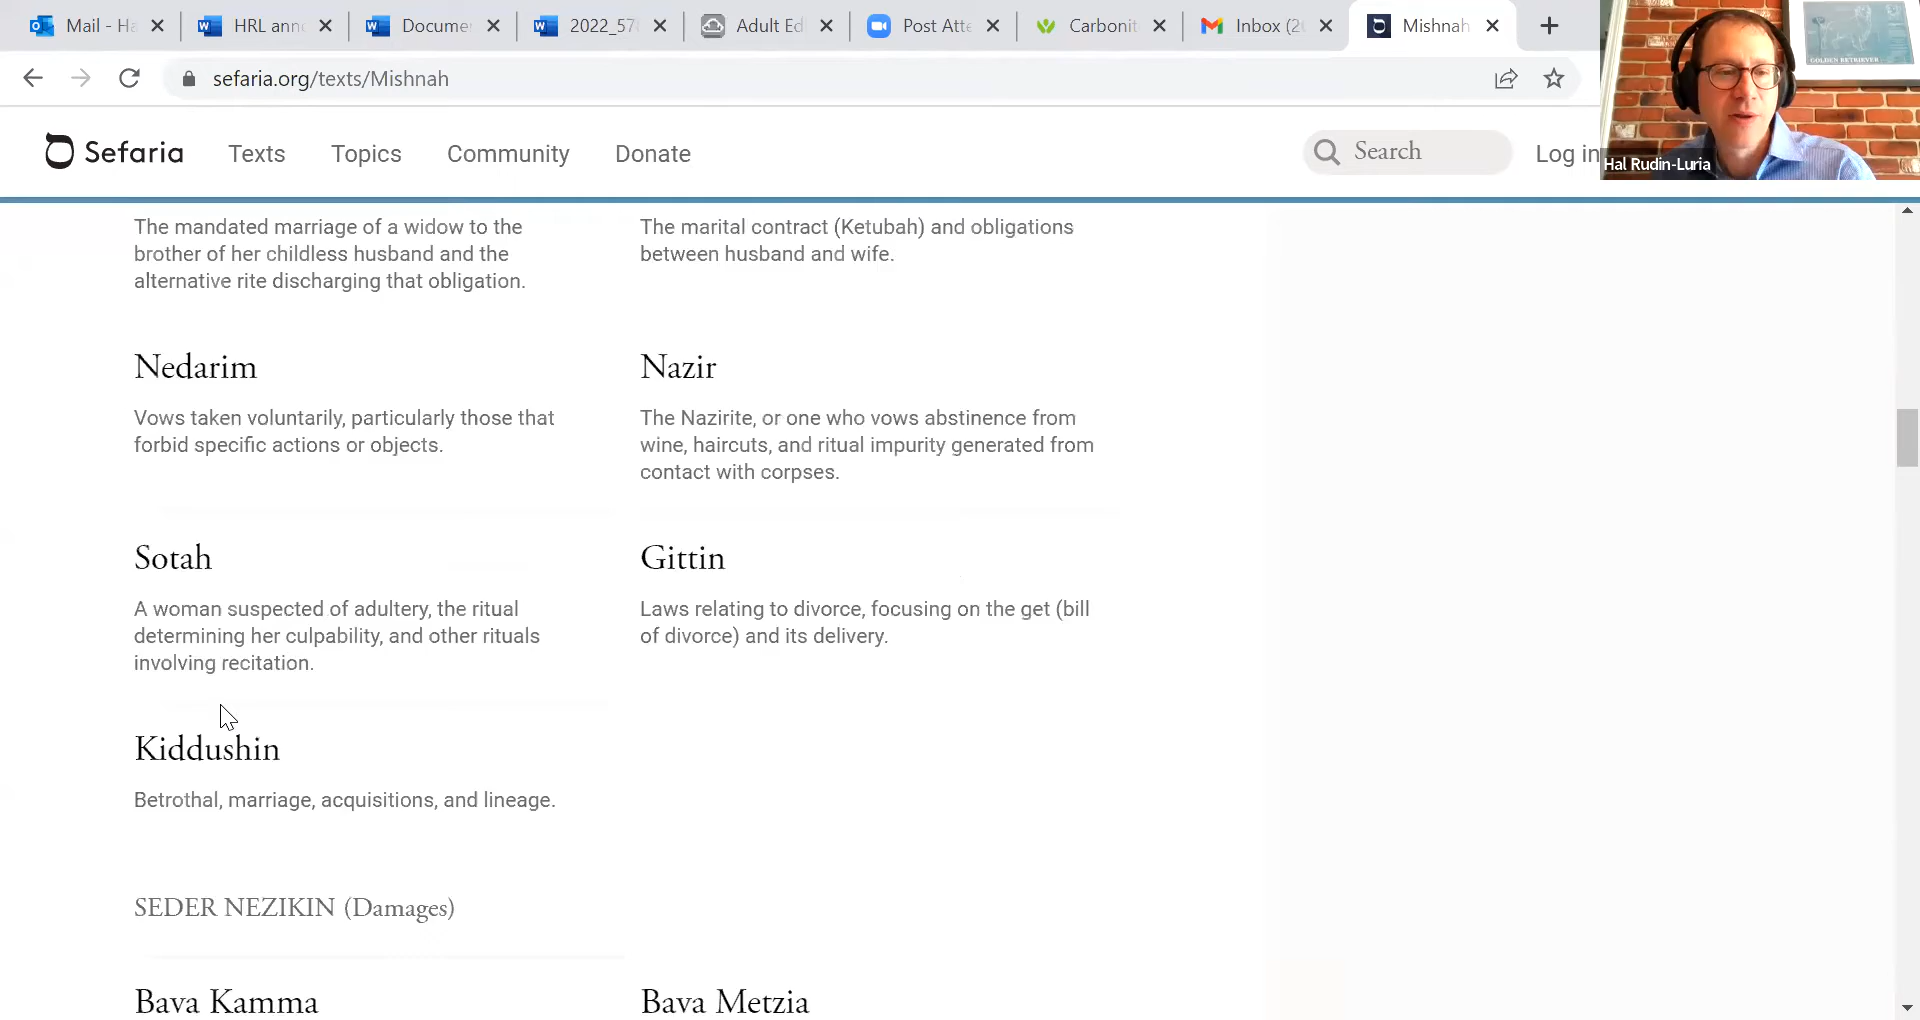 Mail - Ha
HRL anno
Documen
2022_57
Adult Ed
Post Atte
Carbonit
Inbox (2
Mishnah
sefaria.org/texts/Mishnah
GOLDEN RETRIEVER
Sefaria
Texts
Topics
Community
Donate
Search
Log in
Hal Rudin-Luria
The mandated marriage of a widow to the
brother of her childless husband and the
alternative rite discharging that obligation.
The marital contract (Ketubah) and obligations
between husband and wife.
Nedarim
Vows taken voluntarily, particularly those that
forbid specific actions or objects.
Nazir
The Nazirite, or one who vows abstinence from
wine, haircuts, and ritual impurity generated from
contact with corpses.
Sotah
A woman suspected of adultery, the ritual
determining her culpability, and other rituals
involving recitation.
Gittin
Laws relating to divorce, focusing on the get (bill
of divorce) and its delivery.
Kiddushin
Betrothal, marriage, acquisitions, and lineage.
SEDER NEZIKIN (Damages)
Bava Kamma
Bava Metzia